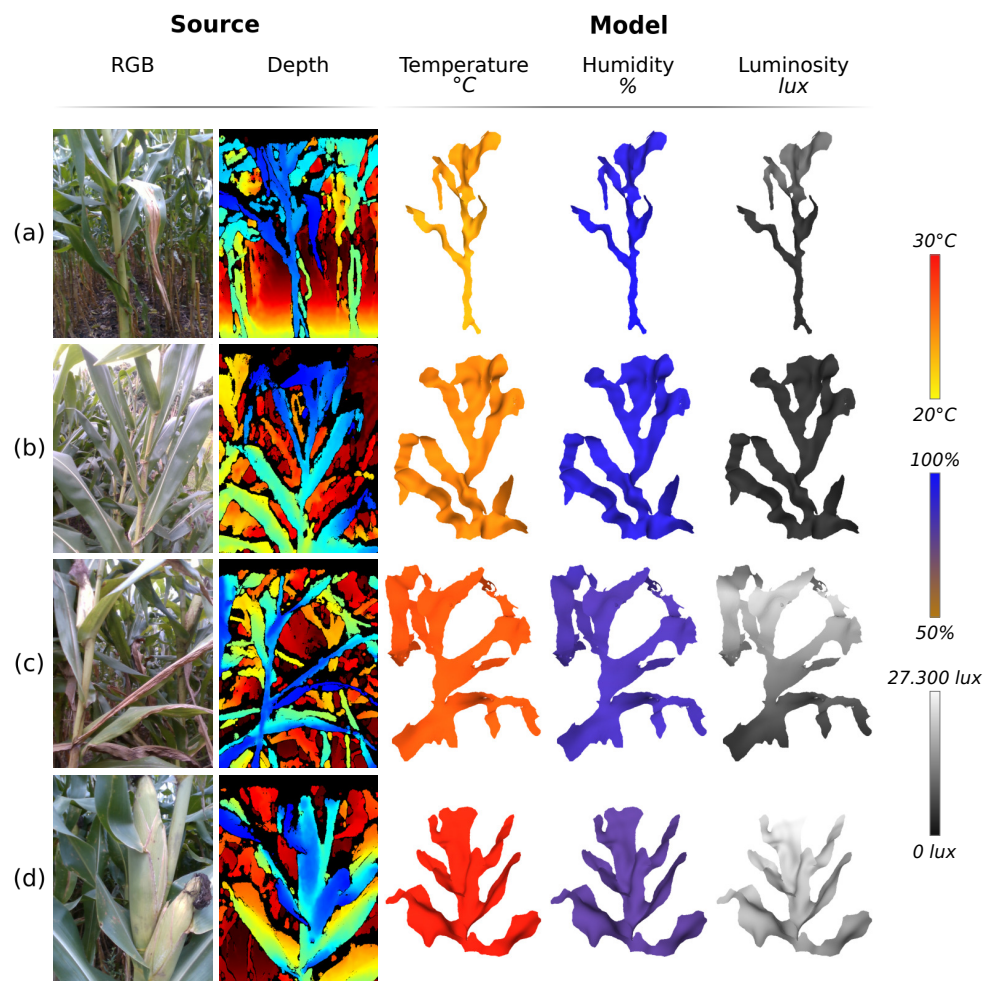 Source Model
RGB Depth Temperature Humidity Luminosity
°C % lux
(a)
30°C
20°C
(b)
100%
50%
(c)
27.300 lux
0 lux
(d)